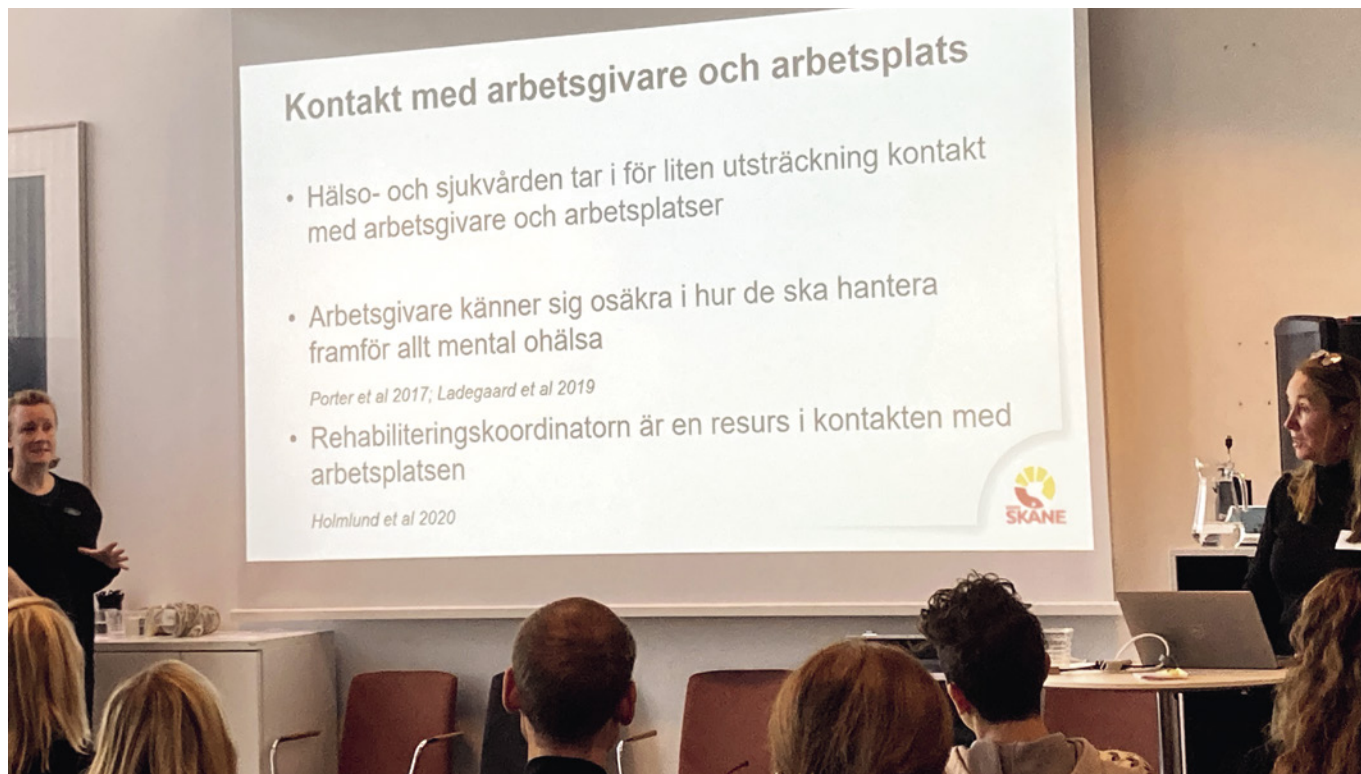 Kontakt med arbetsgivare och arbetsplats
• Hälso- och sjukvården tar i för liten utsträckning kontakt
med arbetsgivare och arbetsplatser
• Arbetsgivare känner sig osäkra i hur de ska hantera
framför allt mental ohälsa
Porter et al 2017; Ladegaard et al 2019
• Rehabiliteringskoordinatorn är en resurs i kontakten med
arbetsplatsen
Holmlund et al 2020
SKÅNE